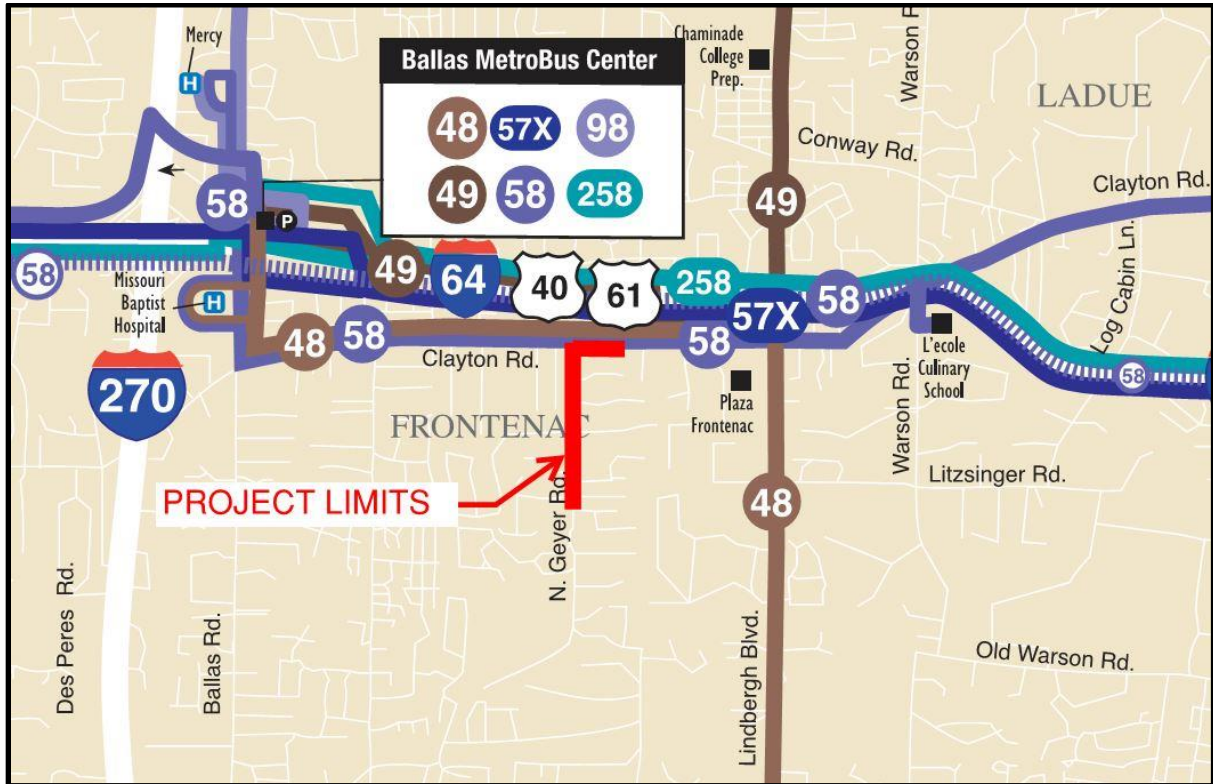 Mercy
H
Ballas MetroBus Center
48 57X 98
49 58 258
Chaminade
College
Prep.
Warson R
LADUE
Conway Rd.
Clayton Rd.
58
P
49
58
Missouri
Baptist
Hospital
H
49
64
40
61
258
57X
58
58
Log Cabin Ln.
48
58
Clayton Rd.
270
FRONTENAC
Plaza
Frontenac
L'ecole
Culinary
School
58
Warson Rd.
Litzsinger Rd.
PROJECT LIMITS
N. Geyer Rd.
48
Des Peres Rd.
Ballas Rd.
Lindbergh Blvd.
Old Warson Rd.